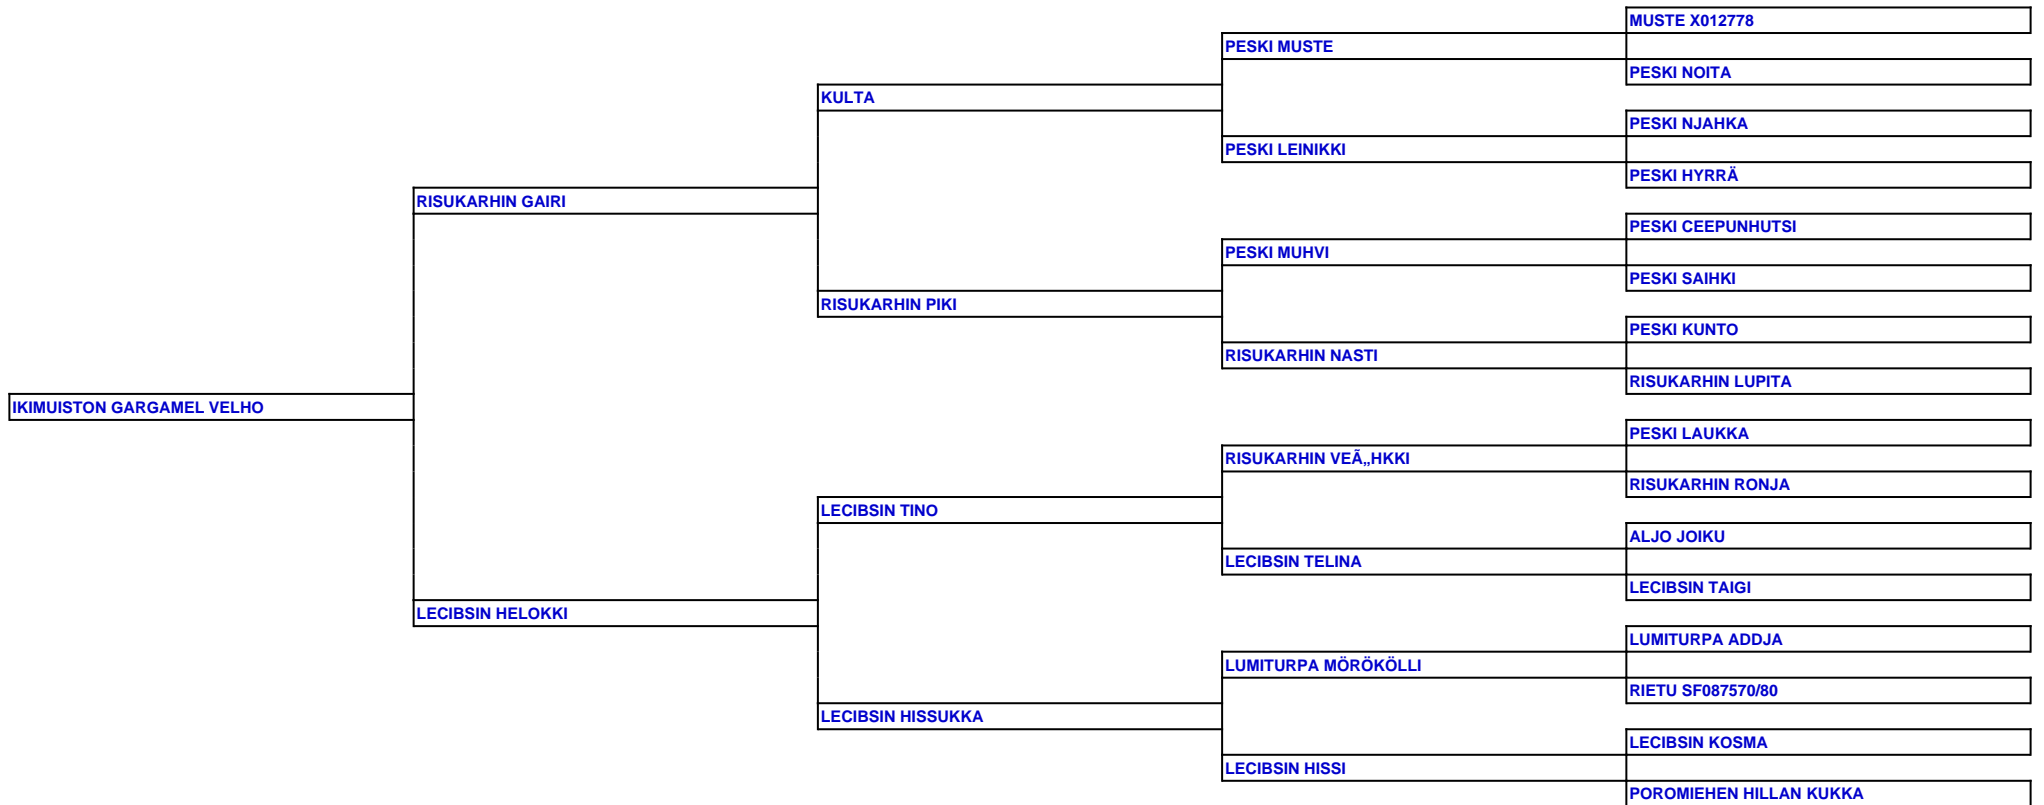 MUSTE X012778
PESKI MUSTE
PESKI NOITA
KULTA
PESKI NJAHKA
PESKI LEINIKKI
PESKI HYRRÄ
RISUKARHIN GAIRI
PESKI CEEPUNHUTSI
PESKI MUHVI
PESKI SAIHKI
RISUKARHIN PIKI
PESKI KUNTO
RISUKARHIN NASTI
RISUKARHIN LUPITA
IKIMUISTON GARGAMEL VELHO
PESKI LAUKKA
RISUKARHIN VEÃ„HKKI
RISUKARHIN RONJA
LECIBSIN TINO
ALJO JOIKU
LECIBSIN TELINA
LECIBSIN TAIGI
LECIBSIN HELOKKI
LUMITURPA ADDJA
LUMITURPA MÖRÖKÖLLI
RIETU SF087570/80
LECIBSIN HISSUKKA
LECIBSIN KOSMA
LECIBSIN HISSI
POROMIEHEN HILLAN KUKKA